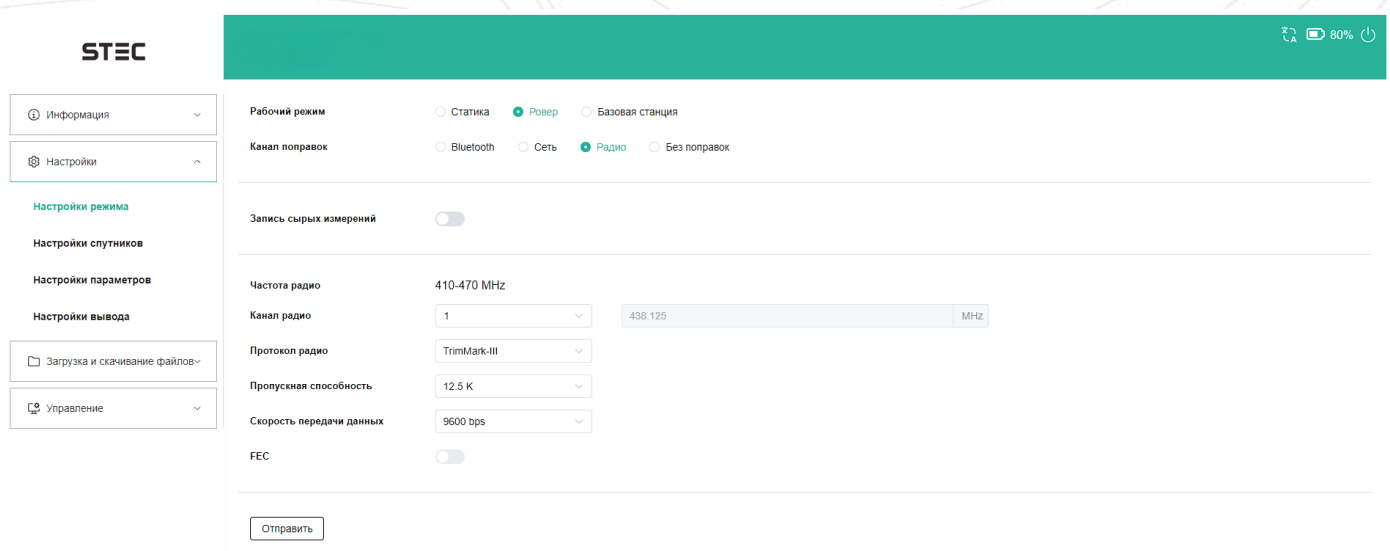 STEC
80%
Информация
Настройки
Настройки режима
Настройки спутников
Настройки параметров
Настройки вывода
Загрузка и скачивание файлов
Управление
Рабочий режим Статика Ровер Базовая станция
Канал поправок Bluetooth Сеть Радио Без поправок
Запись сырых измерений
Частота радио 410-470 MHz
Канал радио 1 438.125 MHz
Протокол радио TrimMark-III
Пропускная способность 12.5 K
Скорость передачи данных 9600 bps
FEC
Отправить